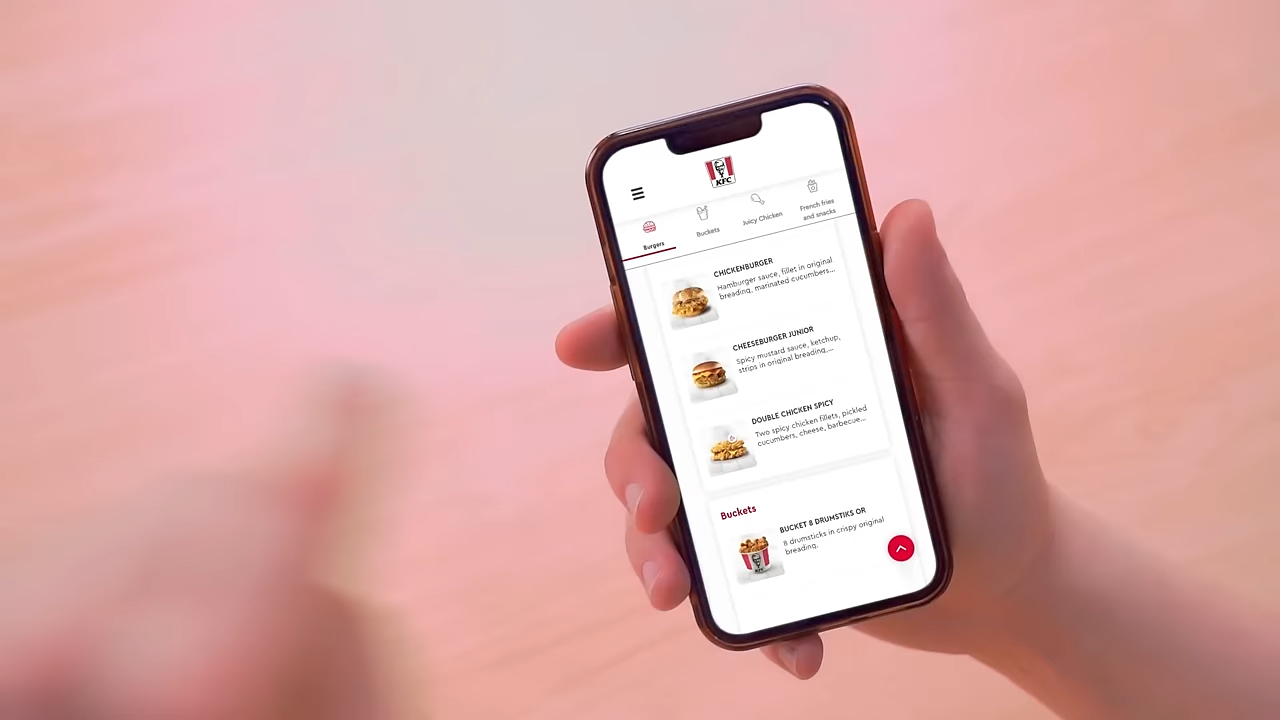 KFC
Burgers
Buckets
Juicy Chicken
French fries
and snacks
CHICKENBURGER
Hamburger sauce, fillet in original
breading, marinated cucumbers...
CHEESEBURGER JUNIOR
Spicy mustard sauce, ketchup,
strips in original breading,...
DOUBLE CHICKEN SPICY
Two spicy chicken fillets, pickled
cucumbers, cheese, barbecue...
Buckets
BUCKET 8 DRUMSTIKS OR
8 drumsticks in crispy original
breading.
KFC